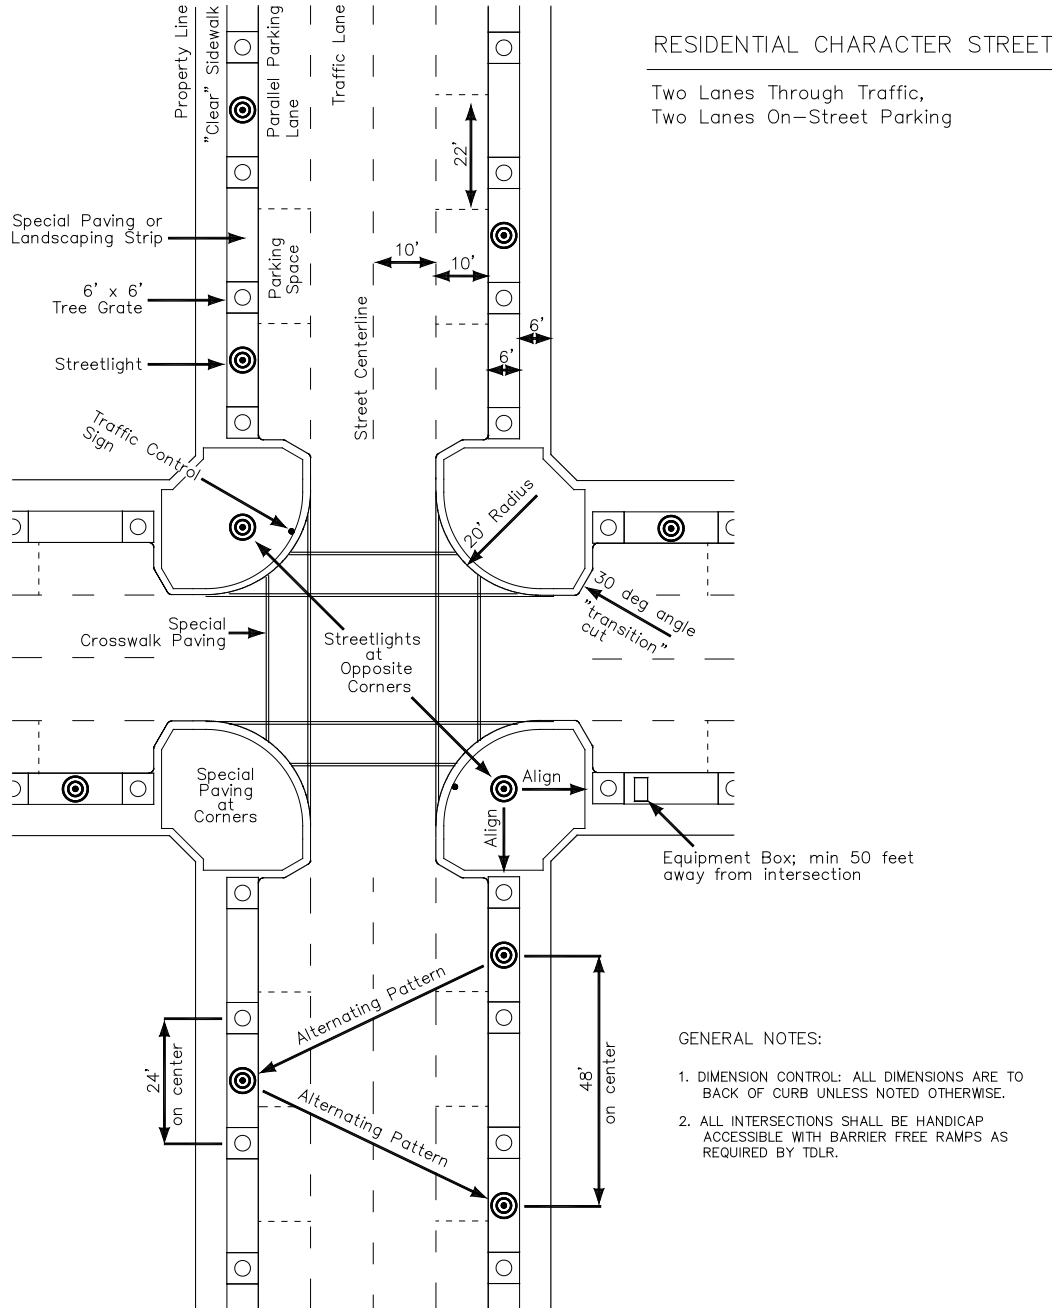 RESIDENTIAL CHARACTER STREET
Two Lanes Through Traffic,
Two Lanes On-Street Parking
Property Line
"Clear" Sidewalk
Parallel Parking
Lane
Traffic Lane
22'
Special Paving or
Landscaping Strip
Parking
Space
10'
10'
6' x 6'
Tree Grate
Street Centerline
6'
6'
Streetlight
Traffic Control
Sign
20' Radius
30 deg angle
"transition"
cut
Special
Crosswalk Paving
Streetlights
at
Opposite
Corners
Special
Paving
at
Corners
Align
Align
Equipment Box; min 50 feet
away from intersection
Alternating Pattern
24'
on center
48'
on center
Alternating Pattern
GENERAL NOTES:
1. DIMENSION CONTROL: ALL DIMENSIONS ARE TO
BACK OF CURB UNLESS NOTED OTHERWISE.
2. ALL INTERSECTIONS SHALL BE HANDICAP
ACCESSIBLE WITH BARRIER FREE RAMPS AS
REQUIRED BY TDLR.